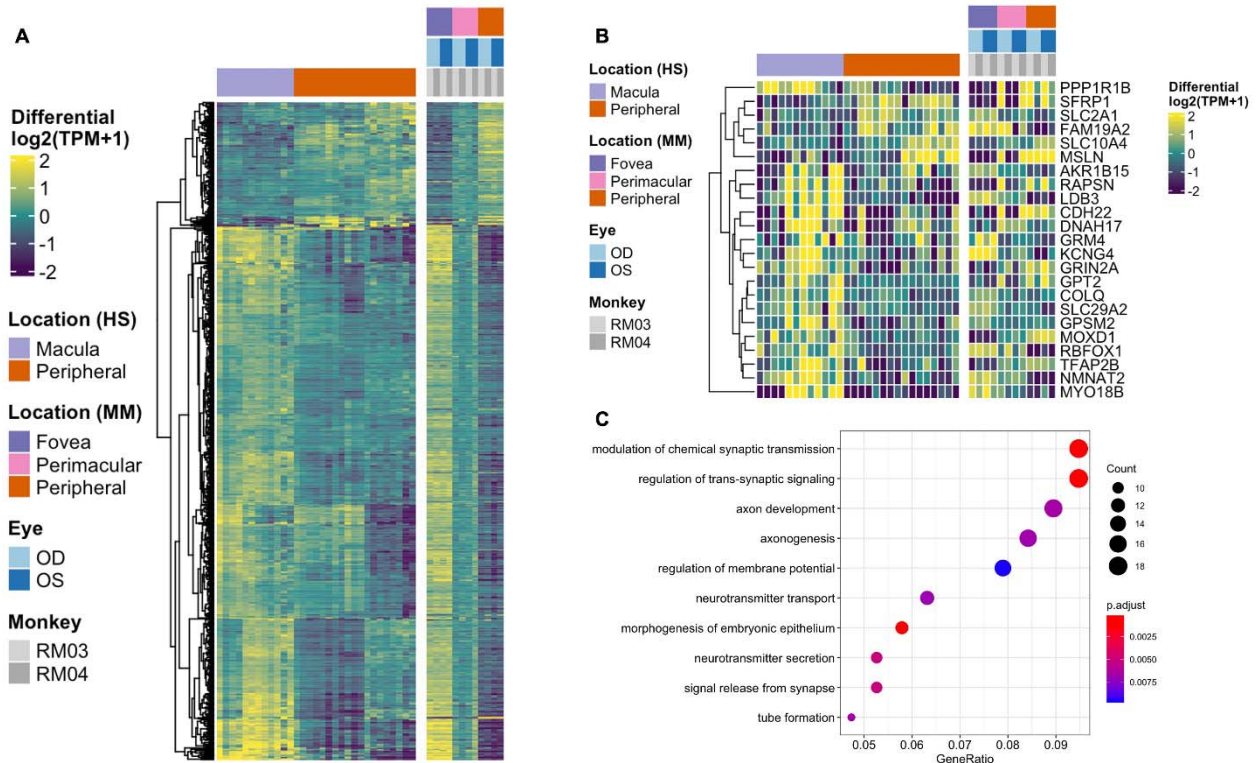 A
Differential
log2(TPM+1)
2
1
0
-1
-2
Location (HS)
Macula
Peripheral
Location (MM)
Fovea
Perimacular
Peripheral
Eye
OD
OS
Monkey
RM03
RM04
B
Location (HS)
Macula
Peripheral
Location (MM)
Fovea
Perimacular
Peripheral
Eye
OD
OS
Monkey
RM03
RM04
PPP1R1B
SFRP1
SLC2A1
FAM19A2
SLC10A4
MSLN
AKR1B15
RAPSN
LDB3
CDH22
DNAH17
GRM4
KCNG4
GRIN2A
GPT2
COLQ
SLC29A2
GPSM2
MOXD1
RBFOX1
TFAP2B
NMNAT2
MYO18B
Differential
log2(TPM+1)
2
1
0
-1
-2
C
modulation of chemical synaptic transmission
regulation of trans-synaptic signaling
axon development
axonogenesis
regulation of membrane potential
neurotransmitter transport
morphogenesis of embryonic epithelium
neurotransmitter secretion
signal release from synapse
tube formation
0.05 0.06 0.07 0.08 0.09
GeneRatio
Count
10
12
14
16
18
p.adjust
0.0025
0.0050
0.0075